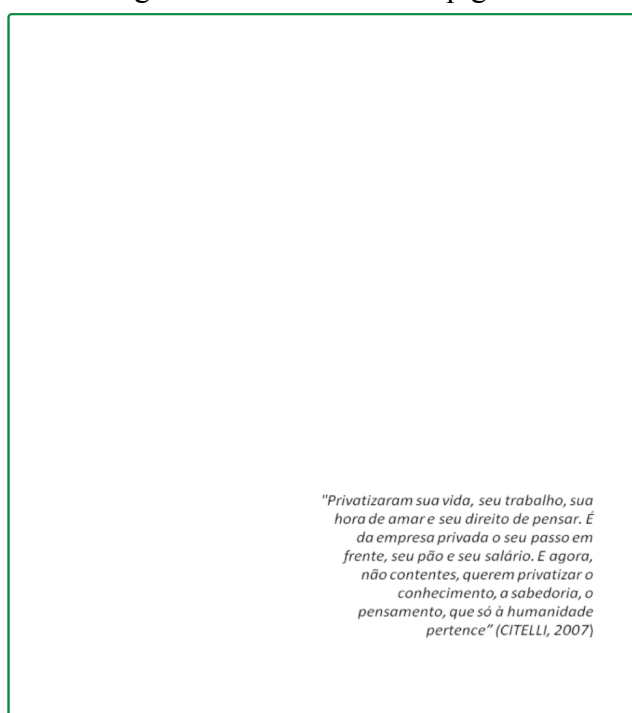 "Privatizaram sua vida, seu trabalho, sua
hora de amar e seu direito de pensar. É
da empresa privada o seu passo em
frente, seu pão e seu salário. E agora,
não contentes, querem privatizar o
conhecimento, a sabedoria, o
pensamento, que só à humanidade
pertence” (CITELLI, 2007)